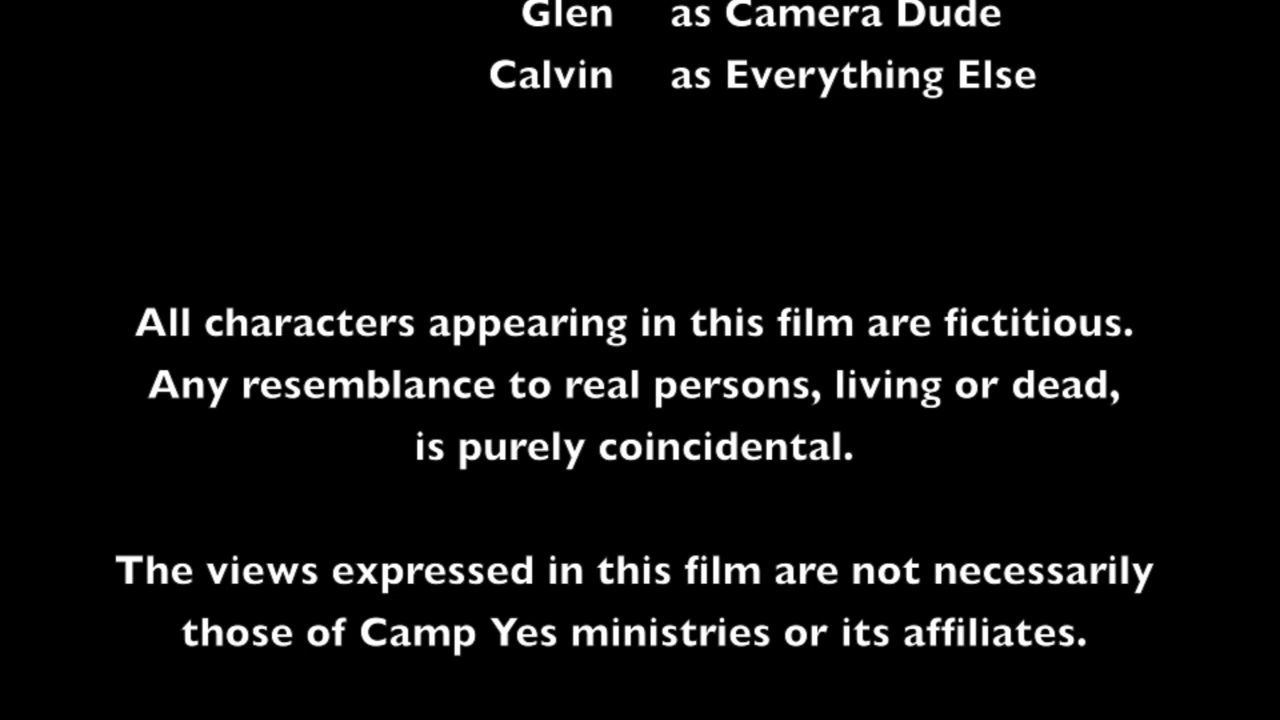 Glen as Camera Dude
Calvin as Everything Else
All characters appearing in this film are fictitious.
Any resemblance to real persons, living or dead,
is purely coincidental.
The views expressed in this film are not necessarily
those of Camp Yes ministries or its affiliates.